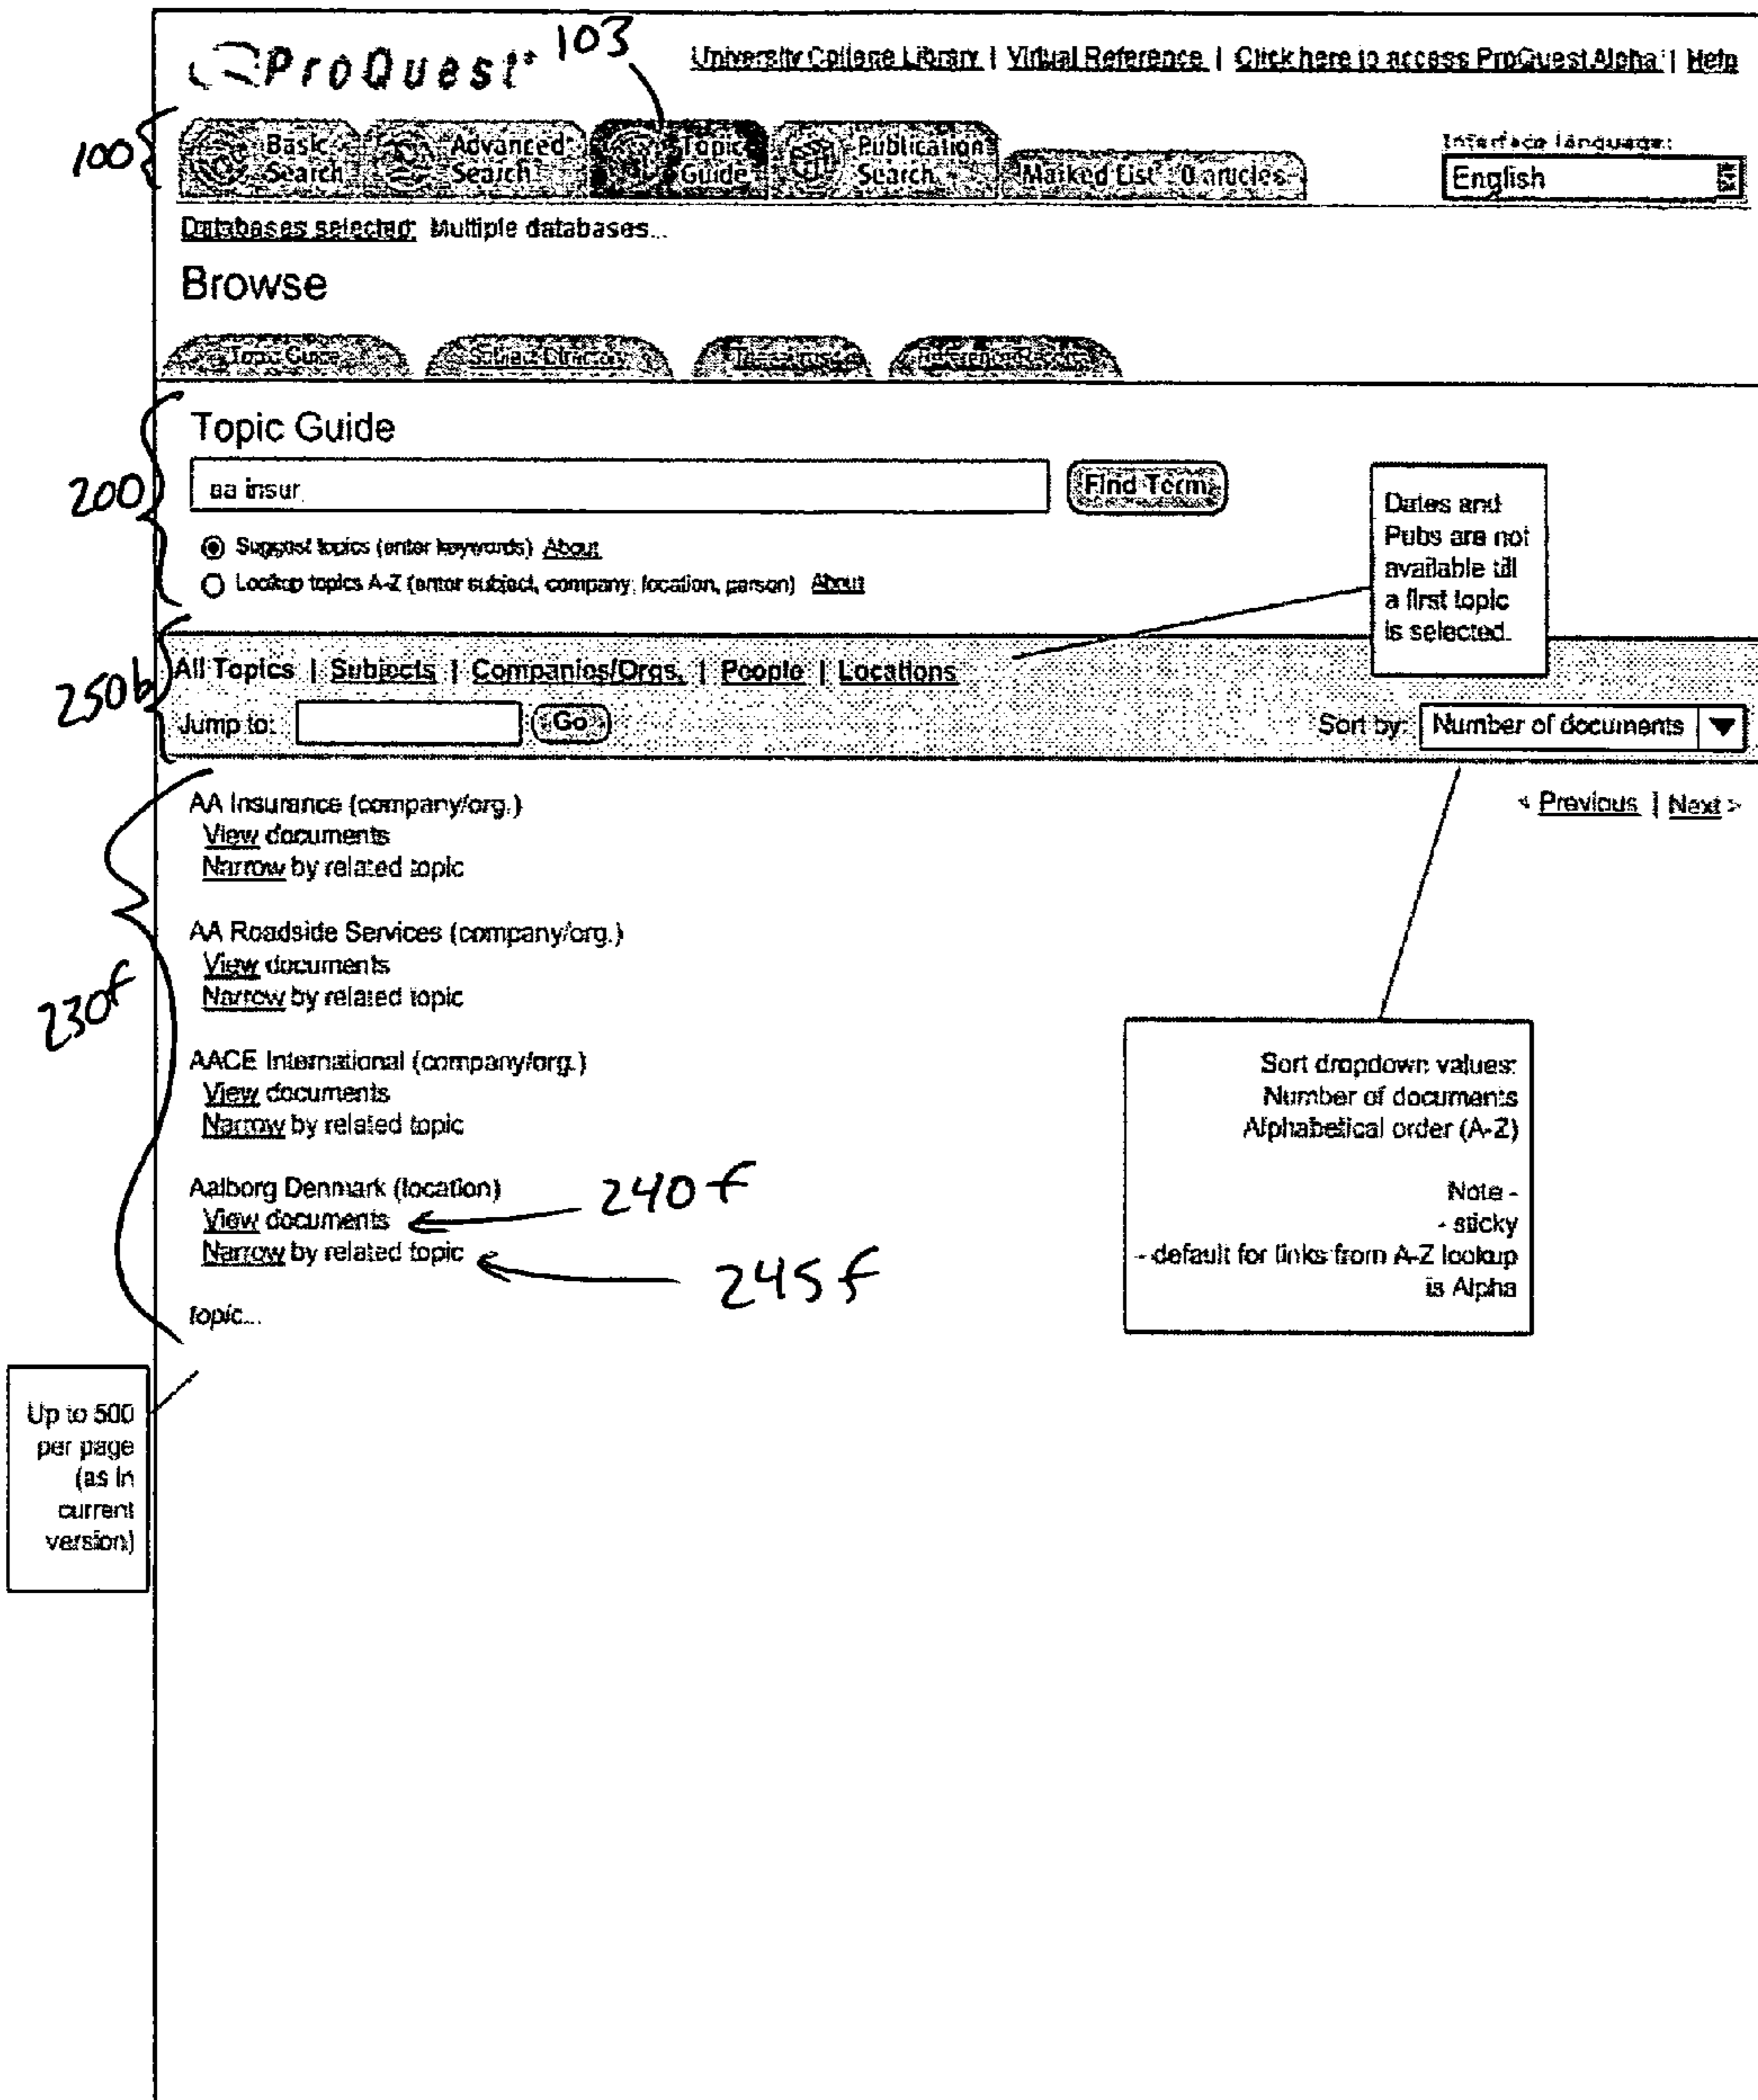 ProQuest
103
University College Library | Virtual Reference | Click here to access ProQuest Alpha | Help
100
Basic Search
Advanced Search
Topic Guide
Publication Search
Marked List 0 articles
Interface language:
English
Databases selected: Multiple databases...
Browse
Topic Guide
Subject Directory
Topic Guide
200
aa insur
Find Term
Suggest topics (enter keywords) About
Lookup topics A-Z (enter subject, company, location, person) About
Dates and
Pubs are not
available till
a first topic
is selected.
250b
All Topics | Subjects | Companies/Orgs. | People | Locations
Jump to:
Go
Sort by: Number of documents
< Previous | Next >
230f
AA Insurance (company/org.)
View documents
Narrow by related topic
AA Roadside Services (company/org.)
View documents
Narrow by related topic
AACE International (company/org.)
View documents
Narrow by related topic
Aalborg Denmark (location)
View documents
240f
Narrow by related topic
245f
topic...
Sort dropdown values:
Number of documents
Alphabetical order (A-Z)
Note -
- sticky
- default for links from A-Z lookup
is Alpha
Up to 500
per page
(as in
current
version)